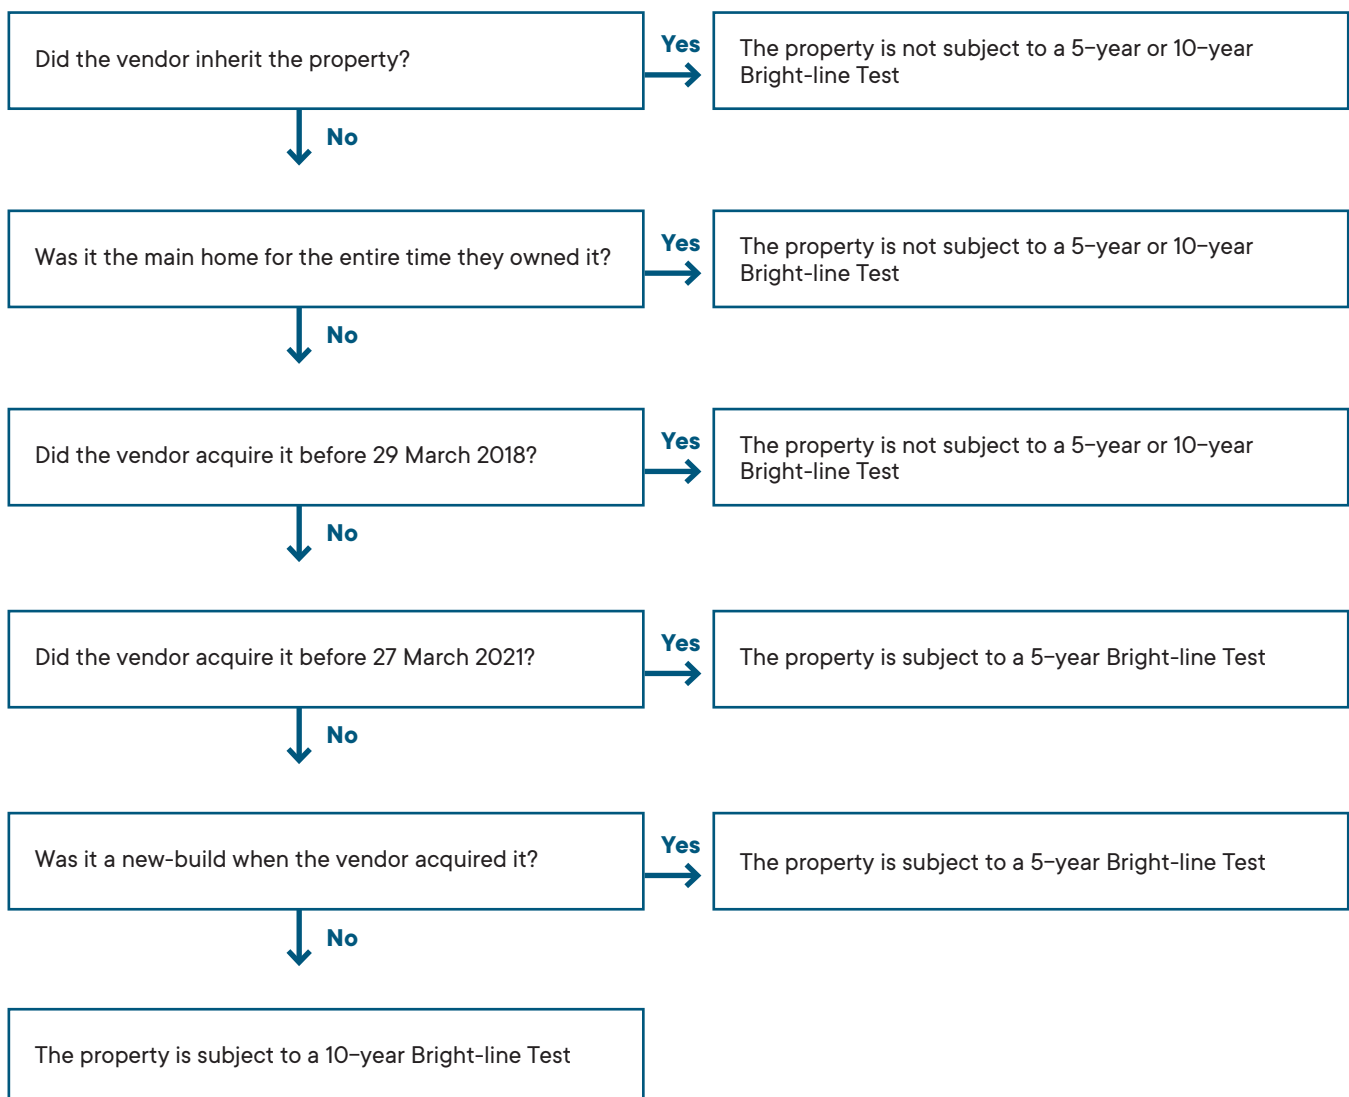 Did the vendor inherit the property?
Yes
The property is not subject to a 5-year or 10-year
Bright-line Test
No
Was it the main home for the entire time they owned it?
Yes
The property is not subject to a 5-year or 10-year
Bright-line Test
No
Did the vendor acquire it before 29 March 2018?
Yes
The property is not subject to a 5-year or 10-year
Bright-line Test
No
Did the vendor acquire it before 27 March 2021?
Yes
The property is subject to a 5-year Bright-line Test
No
Was it a new-build when the vendor acquired it?
Yes
The property is subject to a 5-year Bright-line Test
No
The property is subject to a 10-year Bright-line Test